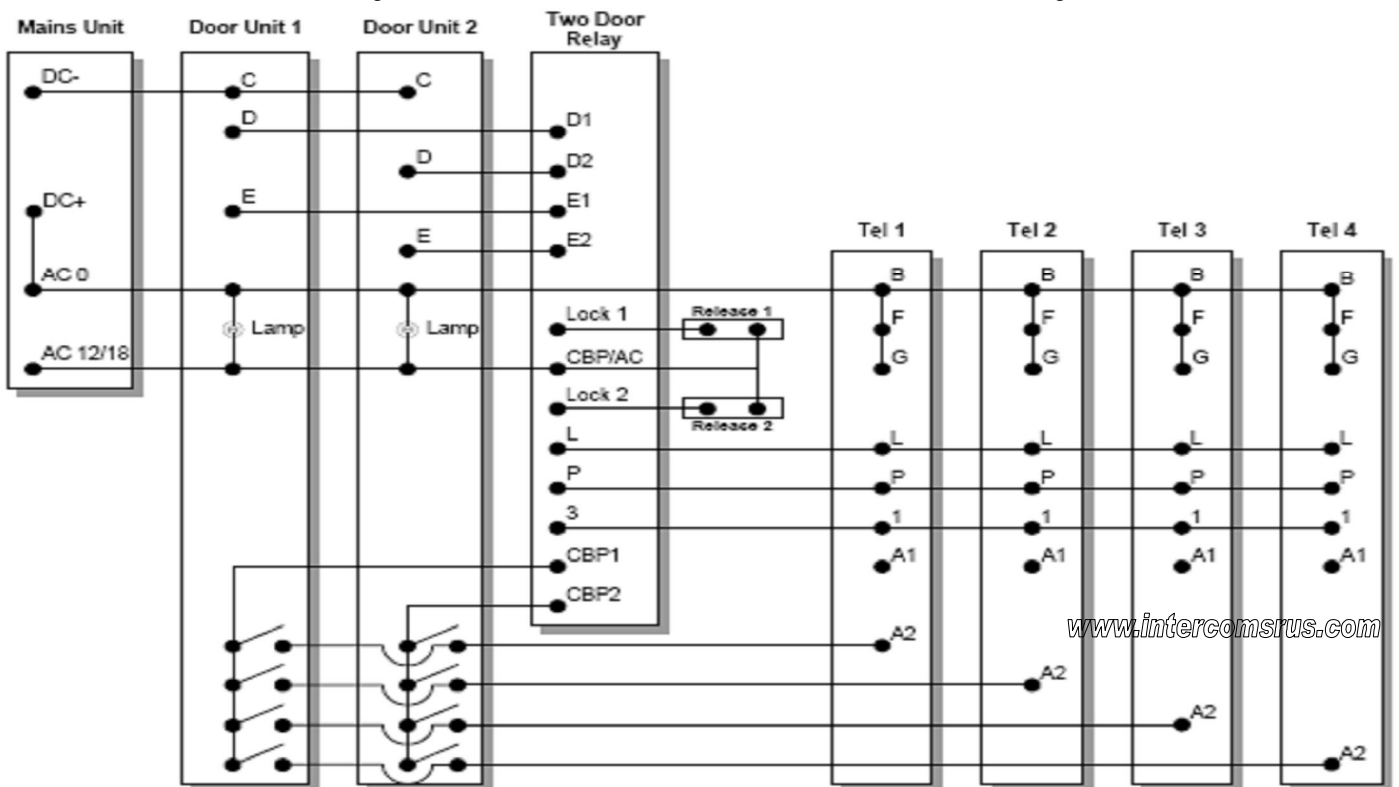 Mains Unit
Door Unit 1
Door Unit 2
Two Door
Relay
DC-
DC+
AC 0
AC 12/18
C
D
E
Lamp
C
D
E
Lamp
D1
D2
E1
E2
Lock 1
CBP/AC
Lock 2
L
P
3
CBP1
CBP2
Release 1
Release 2
Tel 1
Tel 2
Tel 3
Tel 4
B
F
G
L
P
1
A1
A2
B
F
G
L
P
1
A1
A2
B
F
G
L
P
1
A1
A2
B
F
G
L
P
1
A1
A2
www.intercomsrus.com